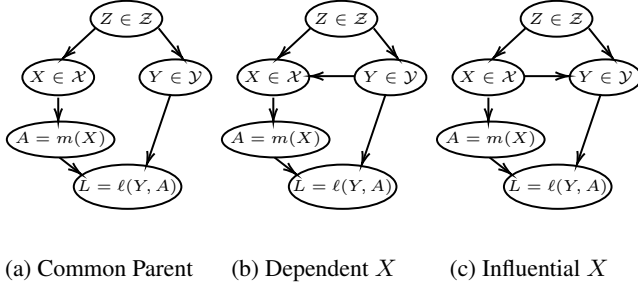 Z ∈ 𝒵 Z ∈ 𝒵 Z ∈ 𝒵
X ∈ 𝒳 Y ∈ 𝒴 X ∈ 𝒳 Y ∈ 𝒴 X ∈ 𝒳 Y ∈ 𝒴
A = m(X) A = m(X) A = m(X)
L = ℓ(Y, A) L = ℓ(Y, A) L = ℓ(Y, A)
(a) Common Parent (b) Dependent X (c) Influential X